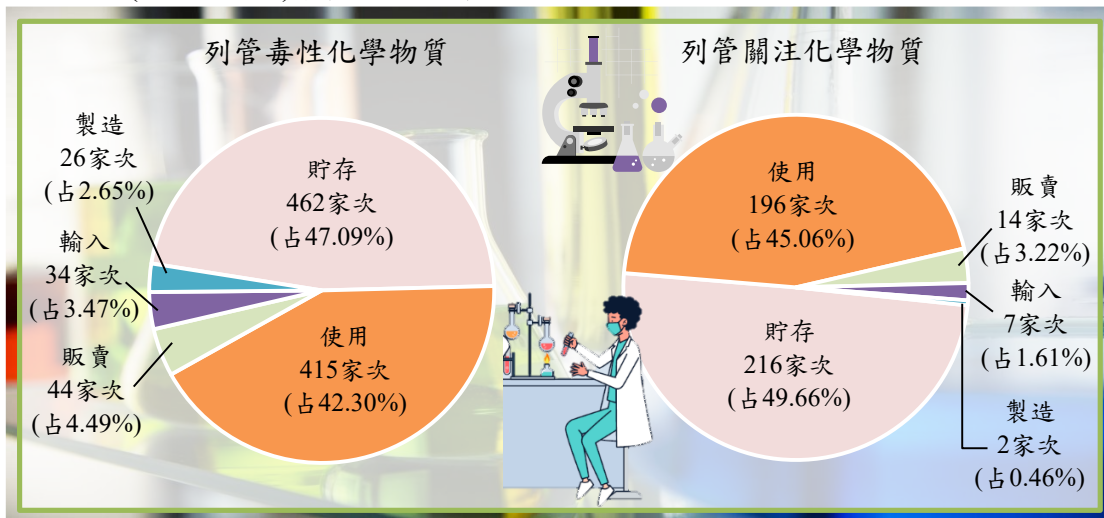 列管毒性化學物質
製造
26家次
(占2.65%)
輸入
34家次
(占3.47%)
販賣
44家次
(占4.49%)
貯存
462家次
(占47.09%)
使用
415家次
(占42.30%)
列管關注化學物質
使用
196家次
(占45.06%)
販賣
14家次
(占3.22%)
輸入
7家次
(占1.61%)
製造
2家次
(占0.46%)
貯存
216家次
(占49.66%)